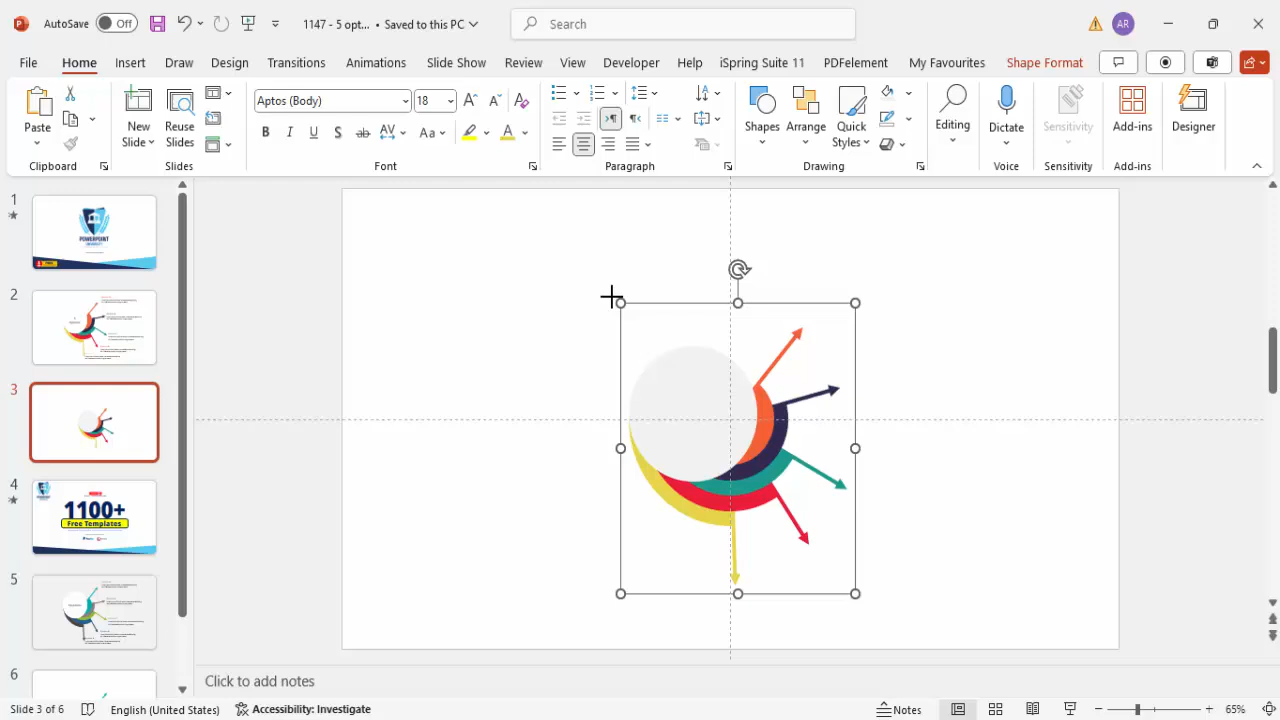 AutoSave Off 1147 - 5 opt... • Saved to this PC Search AR
File Home Insert Draw Design Transitions Animations Slide Show Review View Developer Help iSpring Suite 11 PDFelement My Favourites Shape Format
Aptos (Body) 18
Paste New Slide Reuse Slides Shapes Arrange Quick Styles Editing Dictate Sensitivity Add-ins Designer
Clipboard Slides Font Paragraph Drawing Voice Sensitivity Add-ins
1
POWERPOINT
UNIVERSITY
2
3
4
1100+
Free Templates
5
6
Click to add notes
Slide 3 of 6 English (United States) Accessibility: Investigate Notes 65%